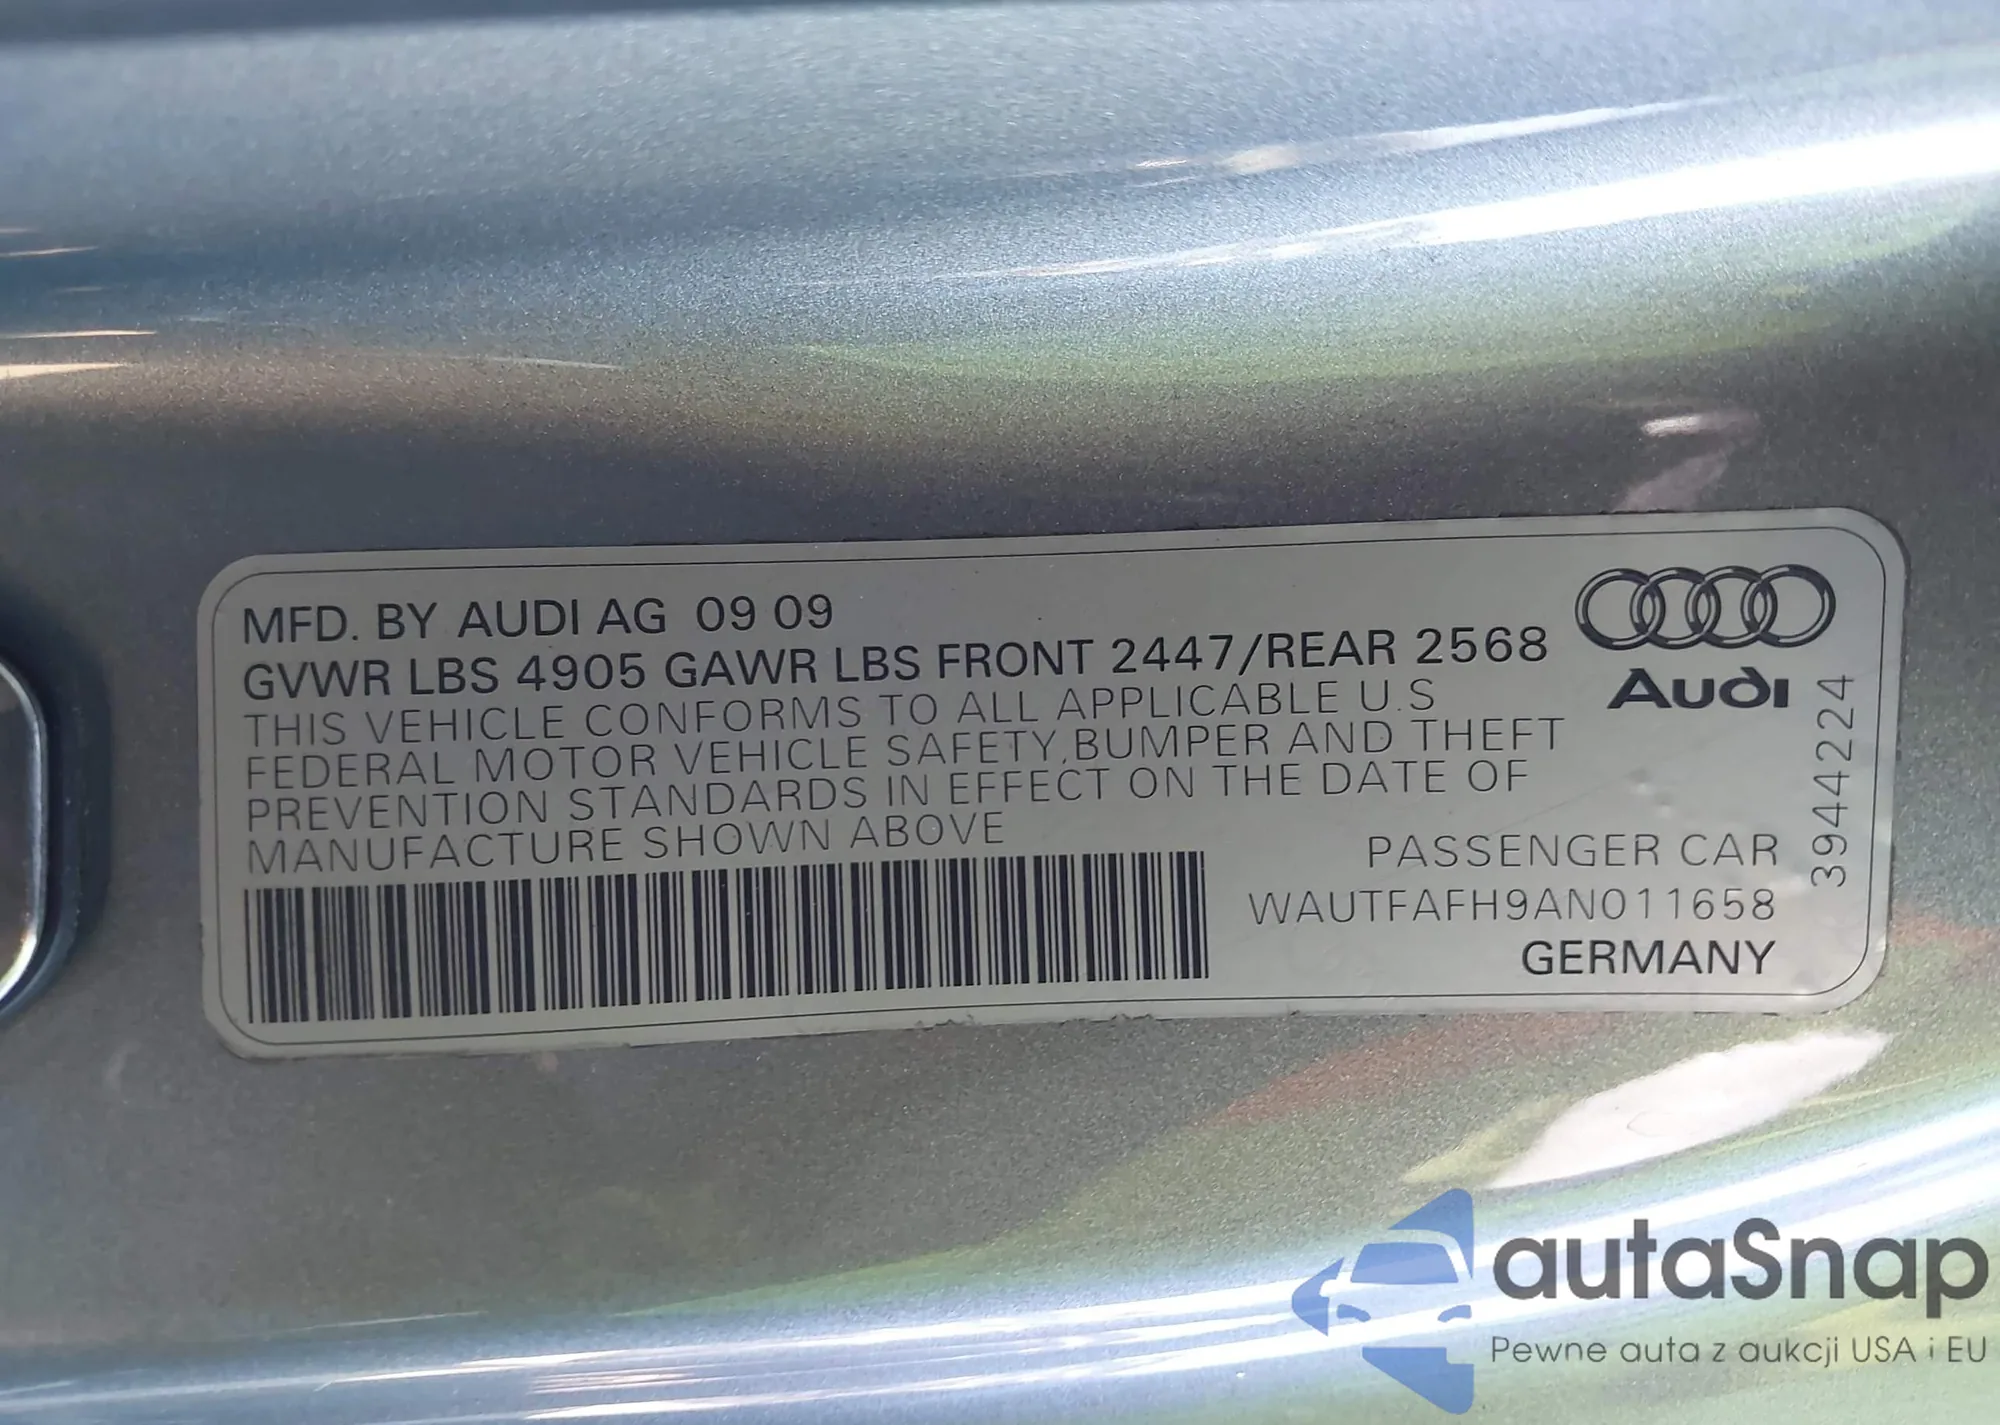 MFD. BY AUDI AG 09 09
GVWR LBS 4905 GAWR LBS FRONT 2447/REAR 2568
THIS VEHICLE CONFORMS TO ALL APPLICABLE U.S
FEDERAL MOTOR VEHICLE SAFETY,BUMPER AND THEFT
PREVENTION STANDARDS IN EFFECT ON THE DATE OF
MANUFACTURE SHOWN ABOVE
Audi
3944224
PASSENGER CAR
WAUTFAFH9AN011658
GERMANY
autaSnap
Pewne auta z aukcji USA i EU